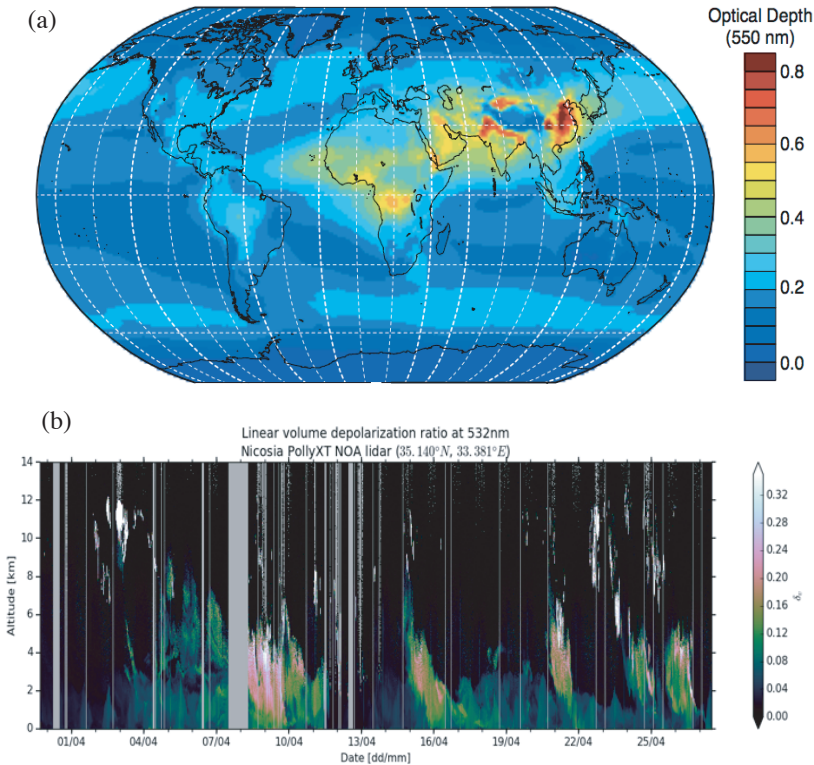 (a)
Optical Depth
(550 nm)
0.8
0.6
0.4
0.2
0.0
(b)
Linear volume depolarization ratio at 532nm
Nicosia PollyXT NOA lidar (35.140°N, 33.381°E)
14
12
10
8
6
4
2
0
Altitude [km]
01/04 04/04 07/04 10/04 13/04 16/04 19/04 22/04 25/04
Date [dd/mm]
0.32
0.28
0.24
0.20
0.16
0.12
0.08
0.04
0.00
δᵥ